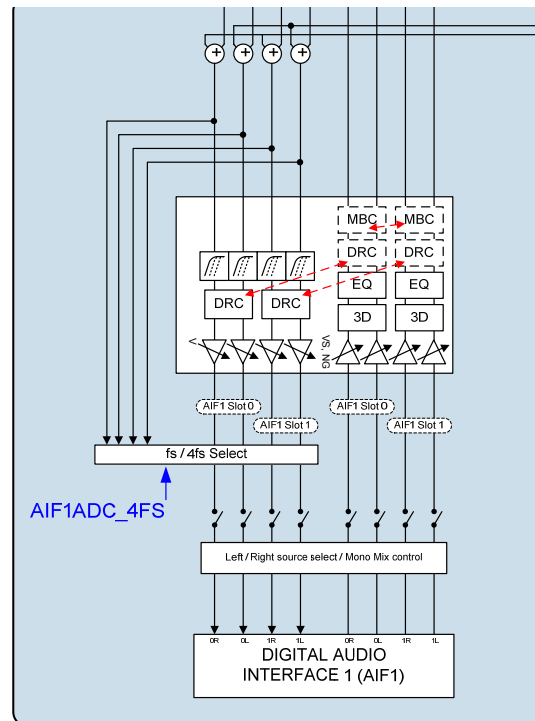 + + + +
MBC MBC
DRC DRC
EQ EQ
DRC DRC
3D 3D
V
VS, NG
AIF1 Slot 0 AIF1 Slot 0
AIF1 Slot 1 AIF1 Slot 1
fs / 4fs Select
AIF1ADC_4FS
Left / Right source select / Mono Mix control
0R 0L 1R 1L 0R 0L 1R 1L
DIGITAL AUDIO
INTERFACE 1 (AIF1)